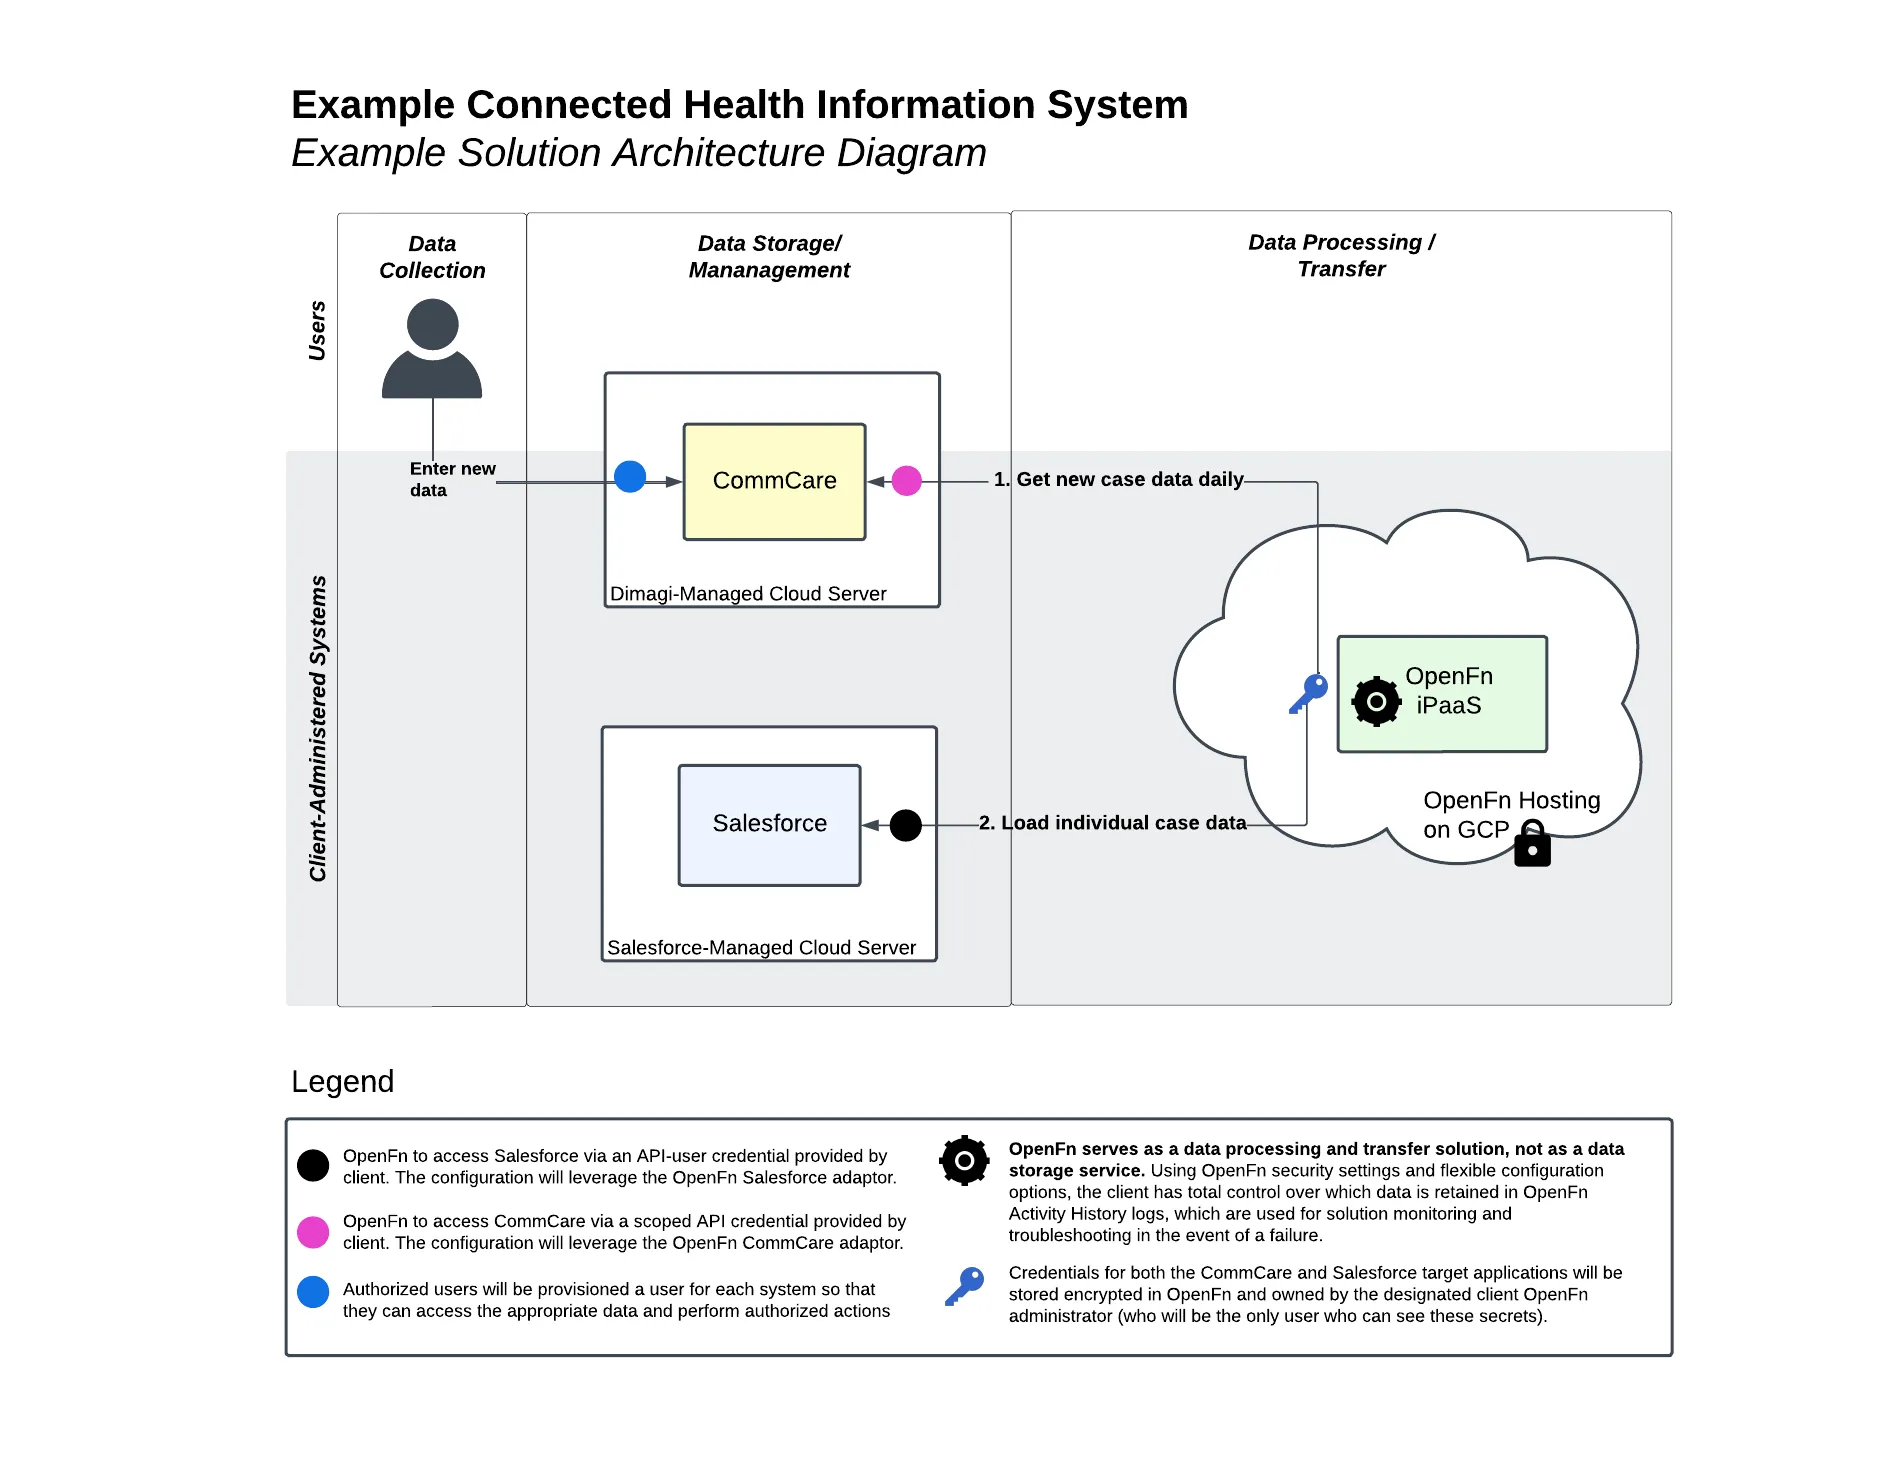 Example Connected Health Information System
Example Solution Architecture Diagram
Data
Collection
Data Storage/
Mananagement
Data Processing /
Transfer
Users
Client-Administered Systems
Enter new
data
CommCare
1. Get new case data daily
Dimagi-Managed Cloud Server
OpenFn
iPaaS
OpenFn Hosting
on GCP
Salesforce
2. Load individual case data
Salesforce-Managed Cloud Server
Legend
OpenFn to access Salesforce via an API-user credential provided by
client. The configuration will leverage the OpenFn Salesforce adaptor.
OpenFn to access CommCare via a scoped API credential provided by
client. The configuration will leverage the OpenFn CommCare adaptor.
Authorized users will be provisioned a user for each system so that
they can access the appropriate data and perform authorized actions
OpenFn serves as a data processing and transfer solution, not as a data
storage service. Using OpenFn security settings and flexible configuration
options, the client has total control over which data is retained in OpenFn
Activity History logs, which are used for solution monitoring and
troubleshooting in the event of a failure.
Credentials for both the CommCare and Salesforce target applications will be
stored encrypted in OpenFn and owned by the designated client OpenFn
administrator (who will be the only user who can see these secrets).